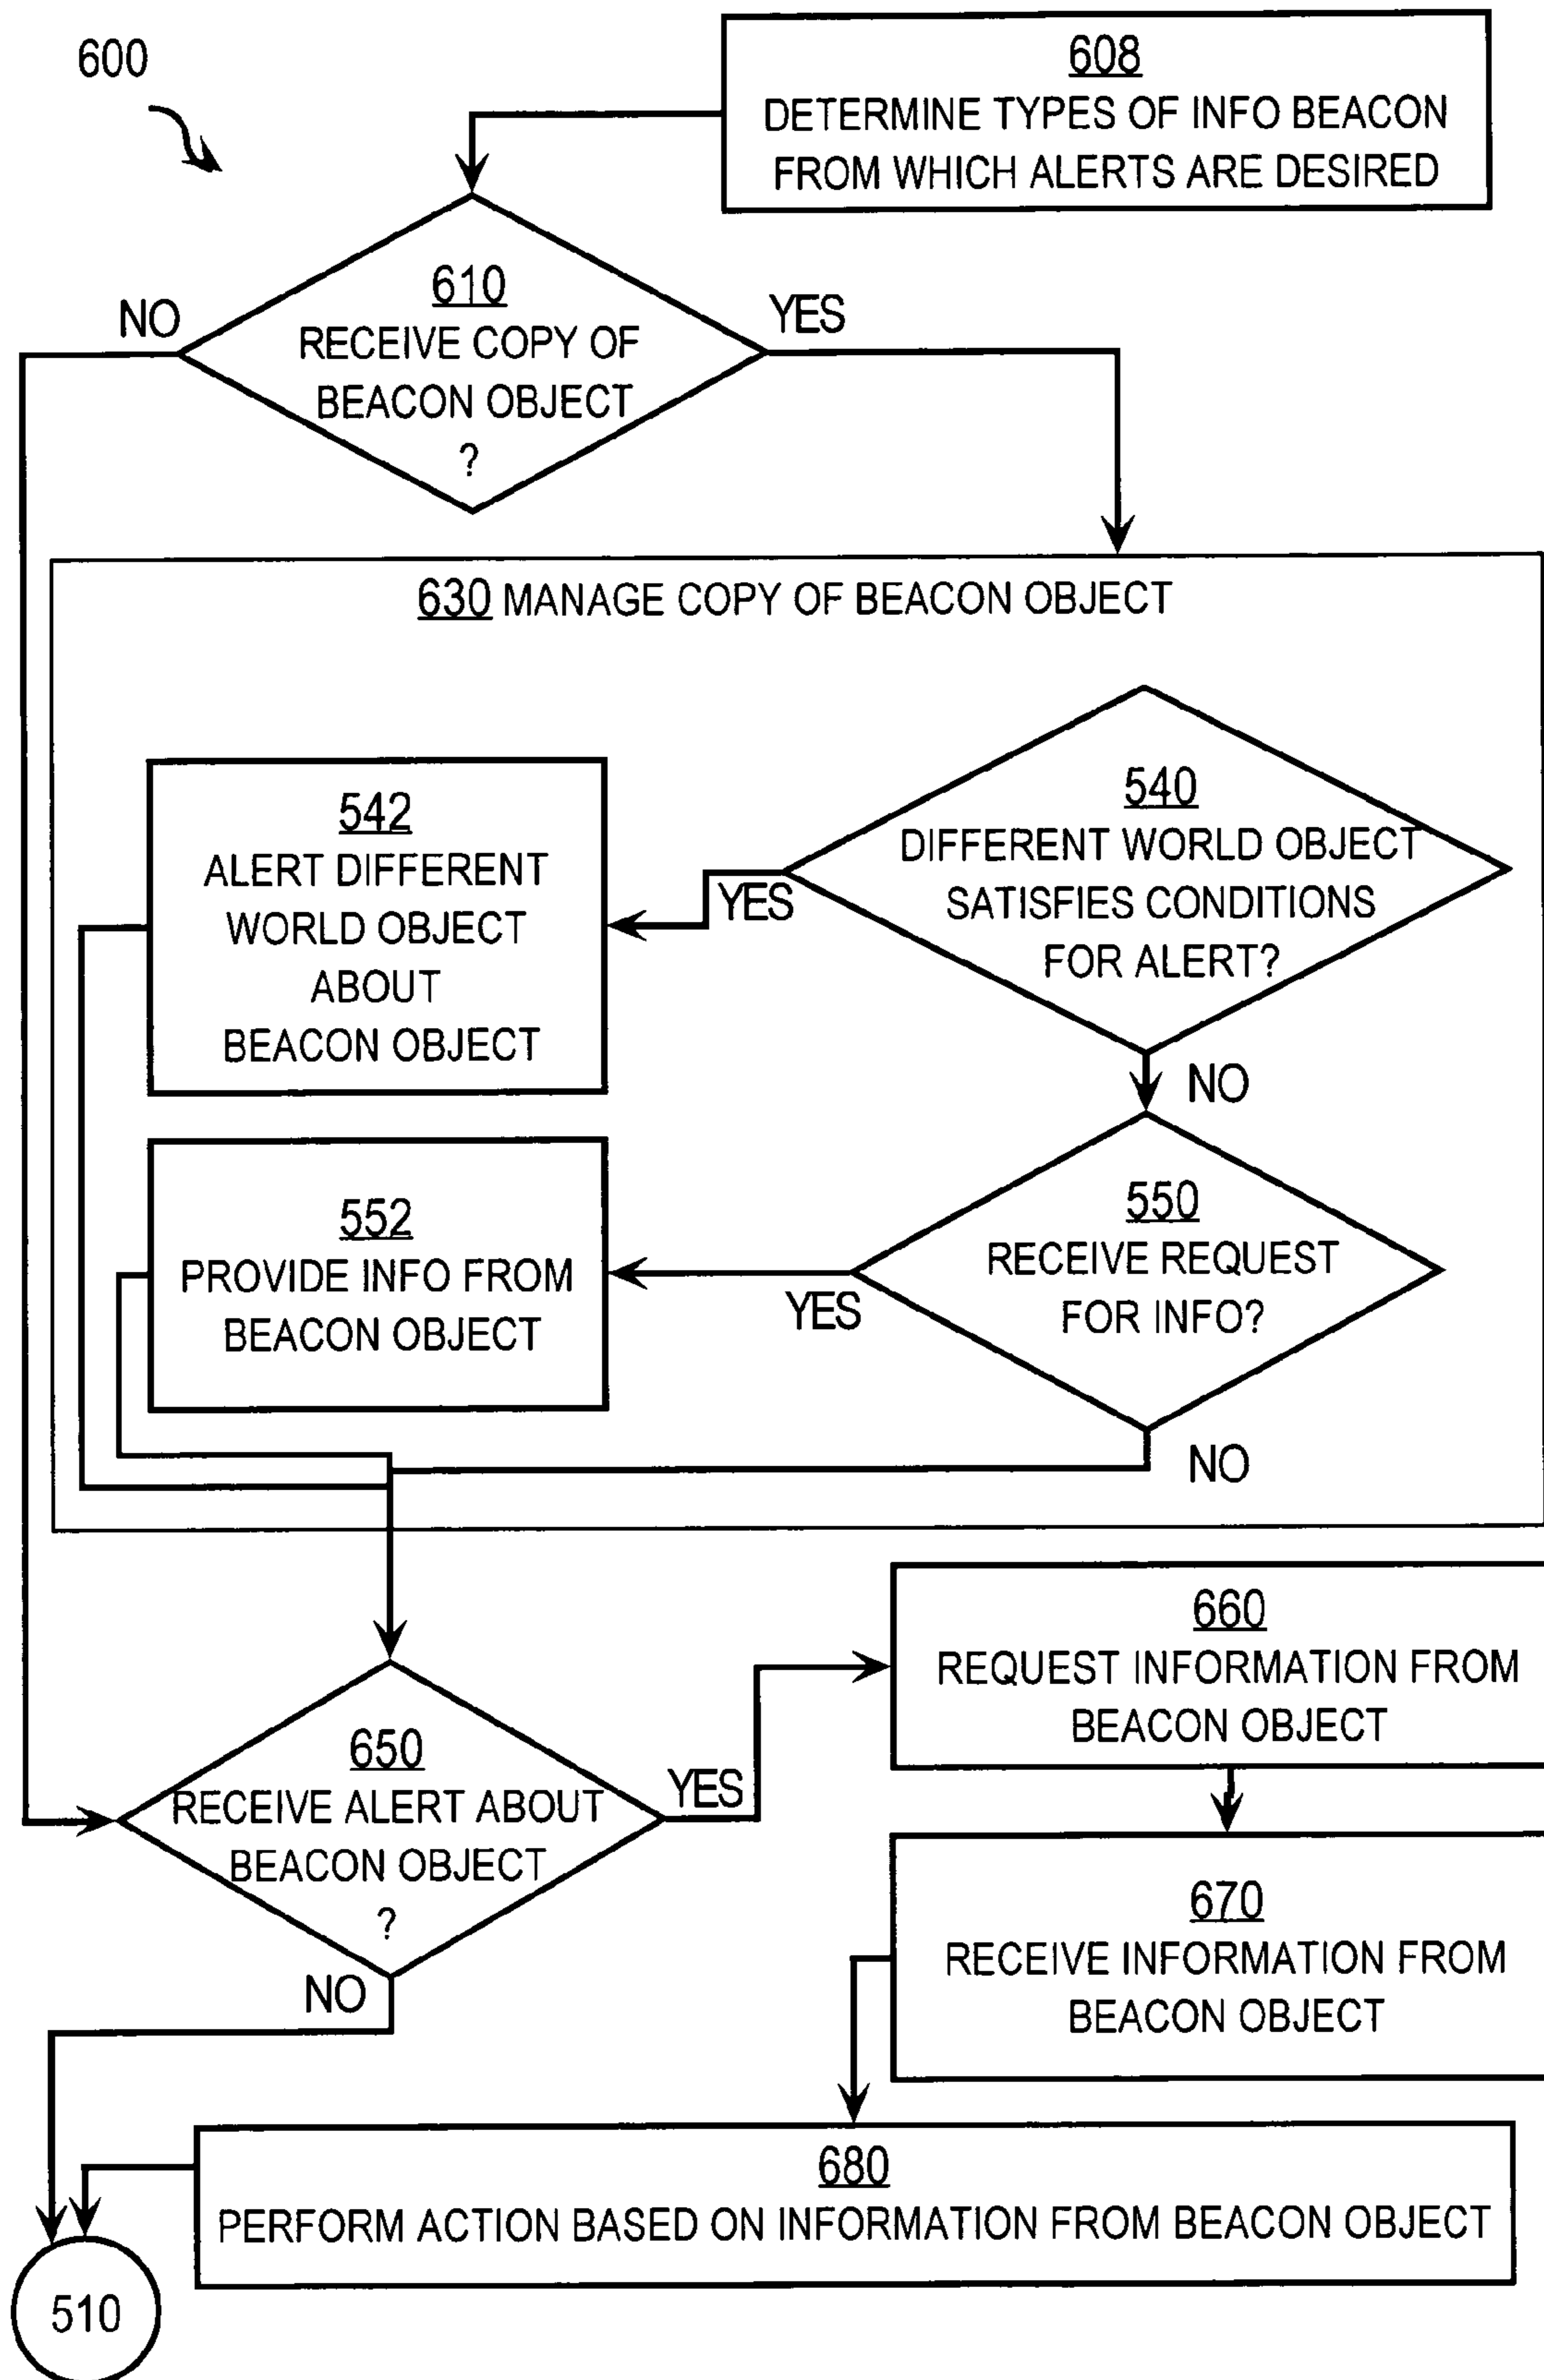 600
608
DETERMINE TYPES OF INFO BEACON
FROM WHICH ALERTS ARE DESIRED
610
RECEIVE COPY OF
BEACON OBJECT
?
NO
YES
630 MANAGE COPY OF BEACON OBJECT
540
DIFFERENT WORLD OBJECT
SATISFIES CONDITIONS
FOR ALERT?
YES
NO
542
ALERT DIFFERENT
WORLD OBJECT
ABOUT
BEACON OBJECT
550
RECEIVE REQUEST
FOR INFO?
YES
NO
552
PROVIDE INFO FROM
BEACON OBJECT
650
RECEIVE ALERT ABOUT
BEACON OBJECT
?
YES
NO
660
REQUEST INFORMATION FROM
BEACON OBJECT
670
RECEIVE INFORMATION FROM
BEACON OBJECT
680
PERFORM ACTION BASED ON INFORMATION FROM BEACON OBJECT
510